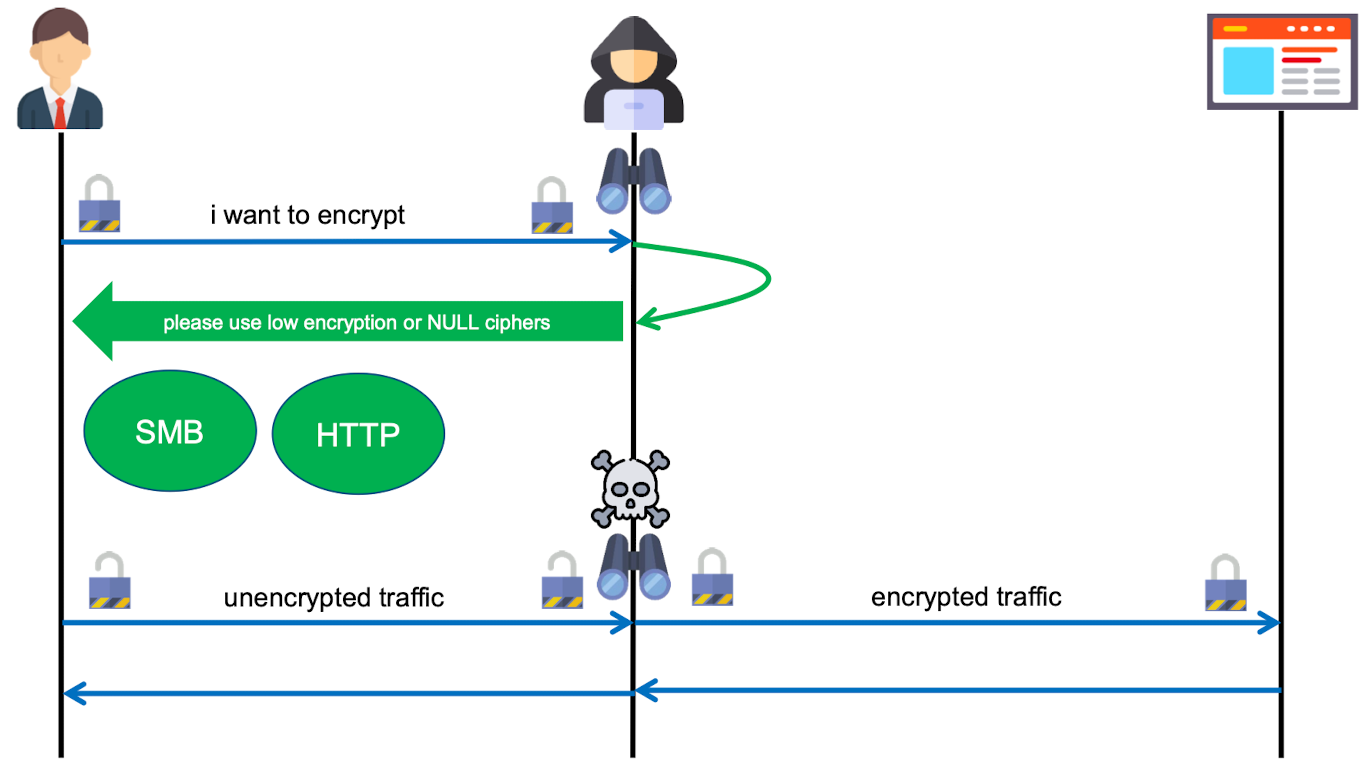 i want to encrypt
please use low encryption or NULL ciphers
SMB
HTTP
unencrypted traffic
encrypted traffic